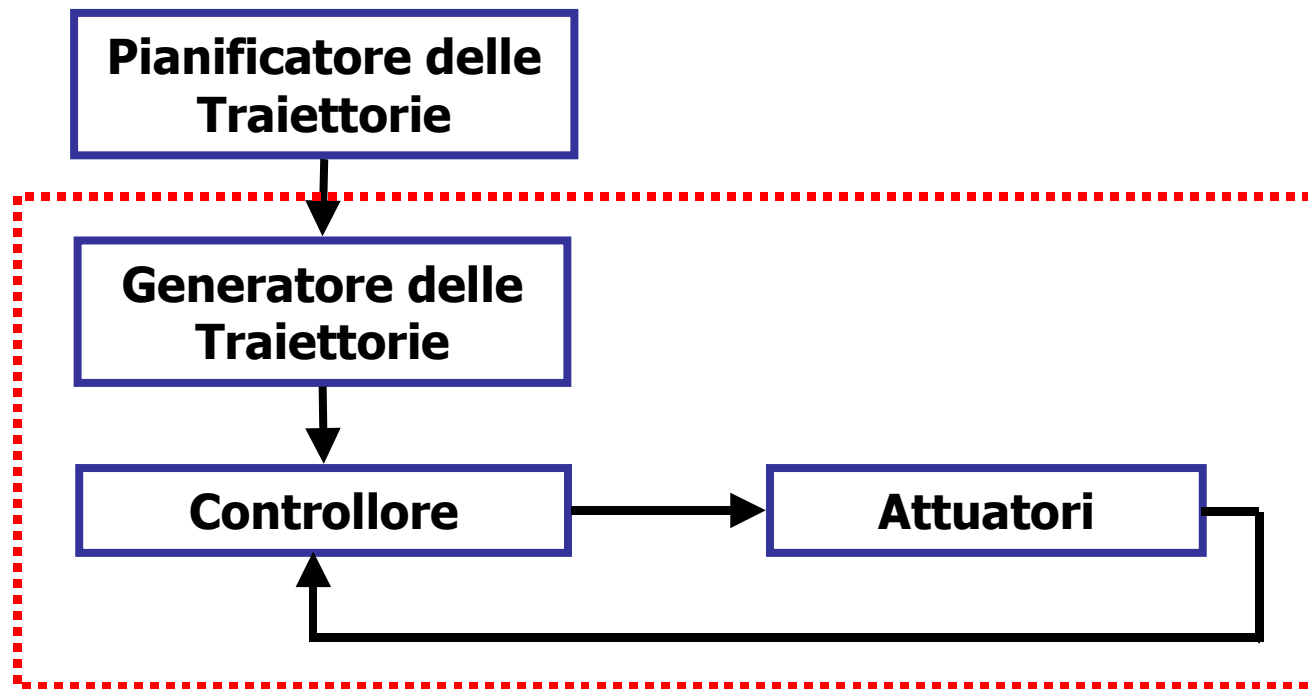 Pianificatore delle
Traiettorie
Generatore delle
Traiettorie
Controllore
Attuatori